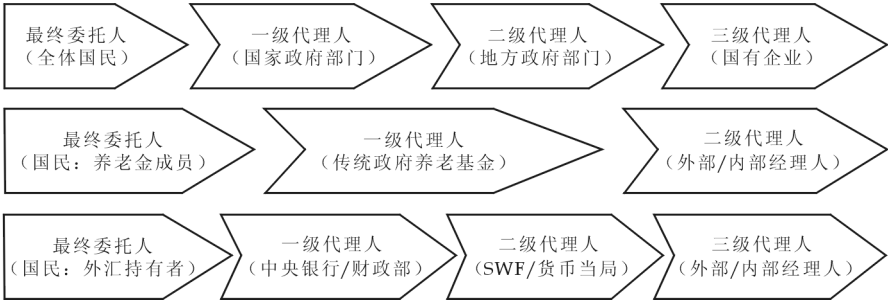 最终委托人
（全体国民）
一级代理人
（国家政府部门）
二级代理人
（地方政府部门）
三级代理人
（国有企业）
最终委托人
（国民：养老金成员）
一级代理人
（传统政府养老基金）
二级代理人
（外部/内部经理人）
最终委托人
（国民：外汇持有者）
一级代理人
（中央银行/财政部）
二级代理人
（SWF/货币当局）
三级代理人
（外部/内部经理人）